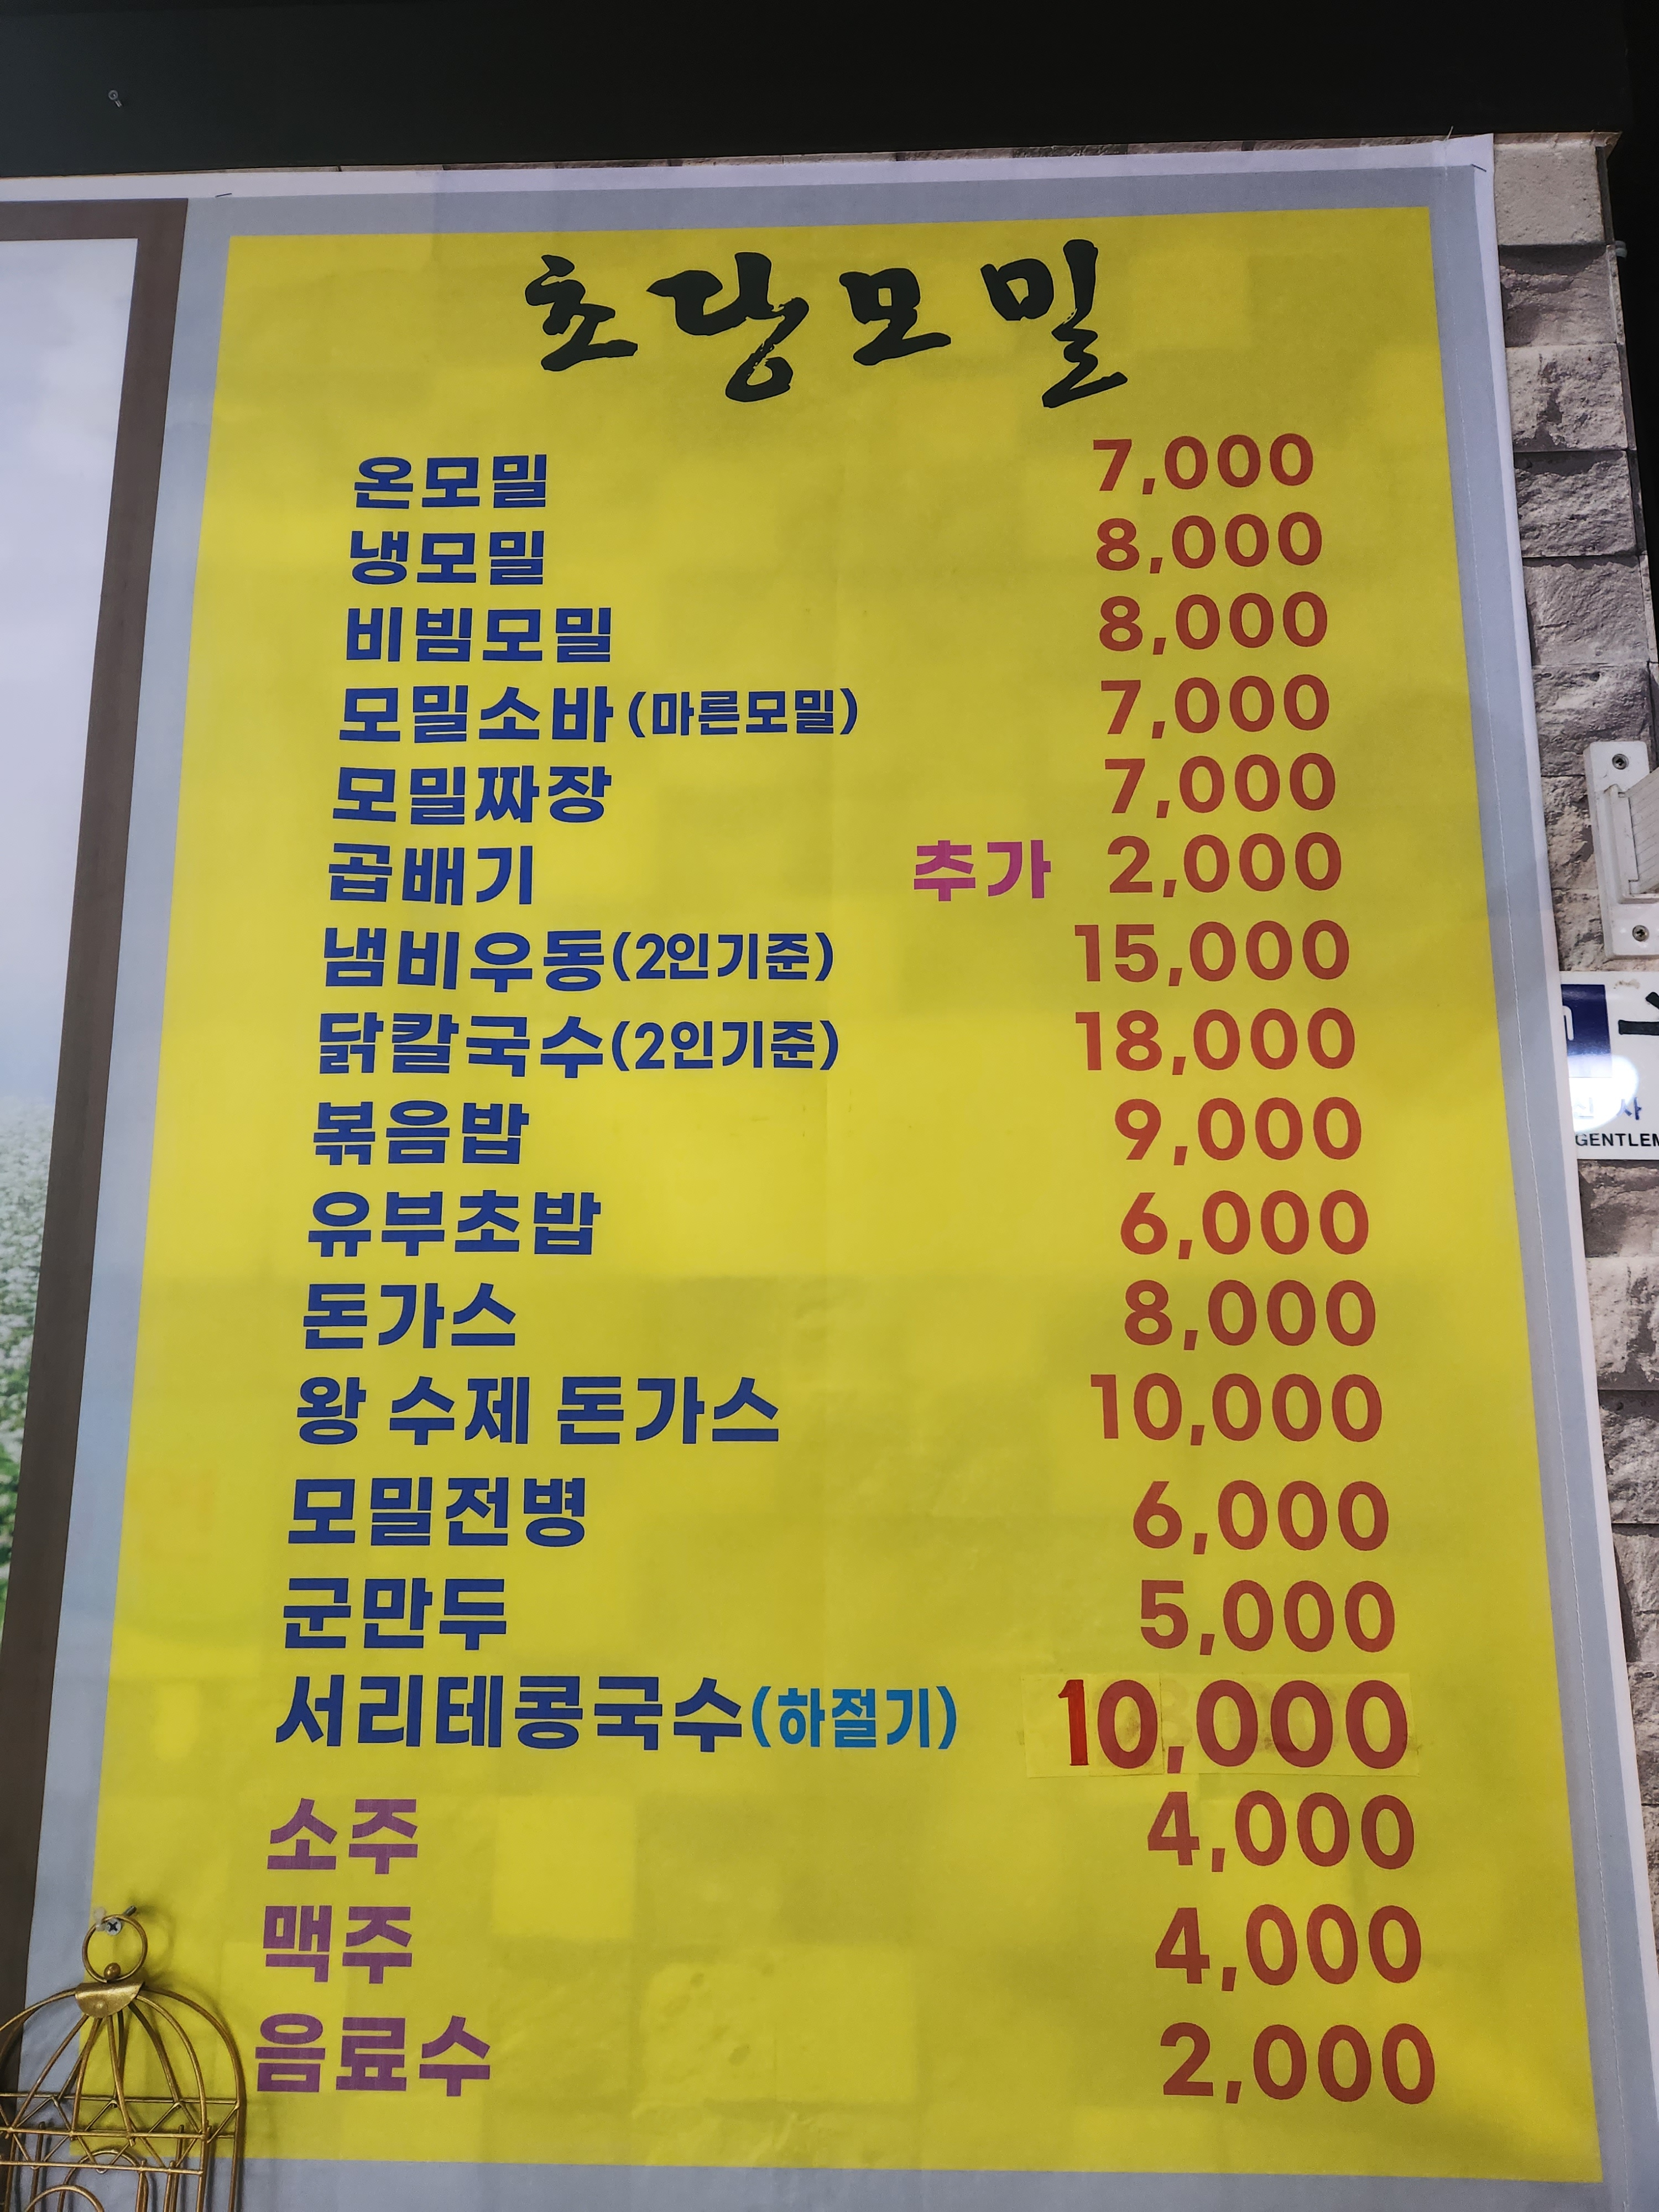 초당모밀
온모밀 7,000
냉모밀 8,000
비빔모밀 8,000
모밀소바 (마른모밀) 7,000
모밀짜장 7,000
곱배기 추가 2,000
냄비우동(2인기준) 15,000
닭칼국수(2인기준) 18,000
볶음밥 9,000
유부초밥 6,000
돈가스 8,000
왕 수제 돈가스 10,000
모밀전병 6,000
군만두 5,000
서리테콩국수(하절기) 10,000
소주 4,000
맥주 4,000
음료수 2,000